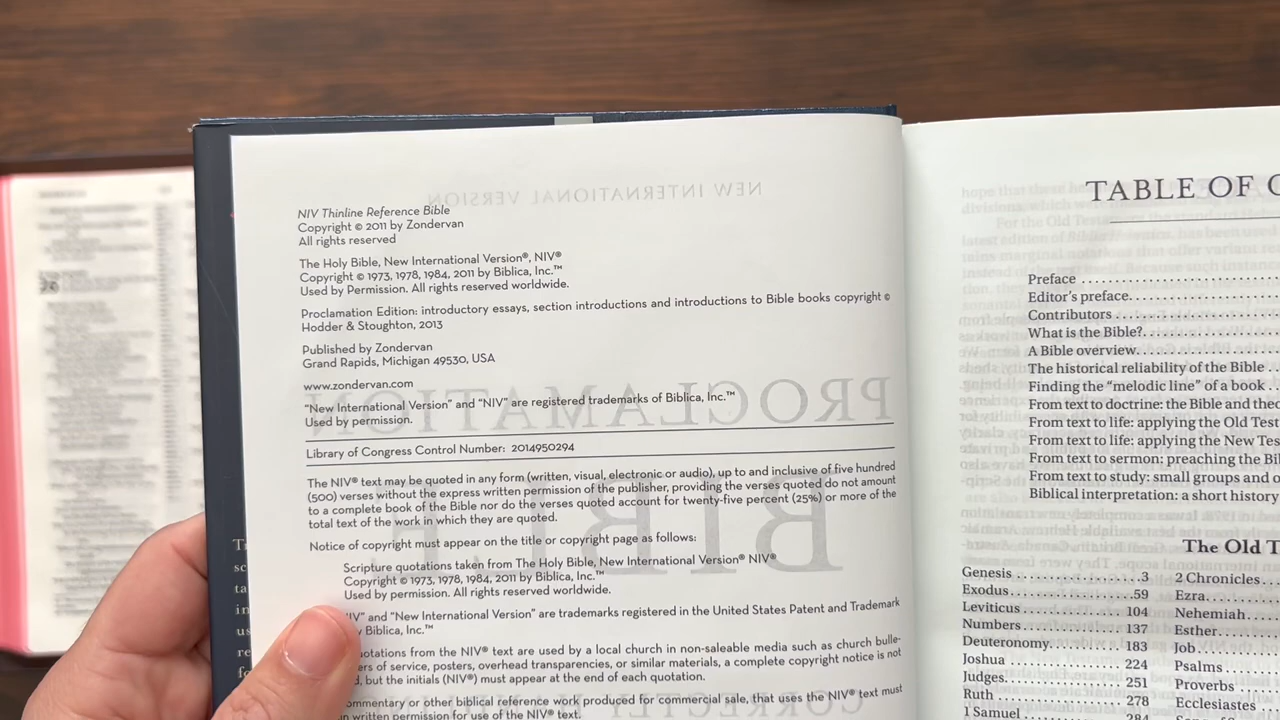 NIV Thinline Reference Bible
Copyright © 2011 by Zondervan
All rights reserved
The Holy Bible, New International Version®, NIV®
Copyright © 1973, 1978, 1984, 2011 by Biblica, Inc.™
Used by Permission. All rights reserved worldwide.
Proclamation Edition: introductory essays, section introductions and introductions to Bible books copyright ©
Hodder & Stoughton, 2013
Published by Zondervan
Grand Rapids, Michigan 49530, USA
www.zondervan.com
“New International Version” and “NIV” are registered trademarks of Biblica, Inc.™
Used by permission.
Library of Congress Control Number: 2014950294
The NIV® text may be quoted in any form (written, visual, electronic or audio), up to and inclusive of five hundred
(500) verses without the express written permission of the publisher, providing the verses quoted do not amount
to a complete book of the Bible nor do the verses quoted account for twenty-five percent (25%) or more of the
total text of the work in which they are quoted.
Notice of copyright must appear on the title or copyright page as follows:
Scripture quotations taken from The Holy Bible, New International Version® NIV®
Copyright © 1973, 1978, 1984, 2011 by Biblica, Inc.™
Used by permission. All rights reserved worldwide.
IV” and “New International Version” are trademarks registered in the United States Patent and Trademark
Biblica, Inc.™
otations from the NIV® text are used by a local church in non-saleable media such as church bulle-
ers of service, posters, overhead transparencies, or similar materials, a complete copyright notice is not
d, but the initials (NIV®) must appear at the end of each quotation.
ommentary or other biblical reference work produced for commercial sale, that uses the NIV® text must
n written permission for use of the NIV® text.
TABLE OF C
Preface
Editor’s preface
Contributors
What is the Bible?
A Bible overview
The historical reliability of the Bible
Finding the “melodic line” of a book
From text to doctrine: the Bible and theo
From text to life: applying the Old Test
From text to life: applying the New Tes
From text to sermon: preaching the Bil
From text to study: small groups and o
Biblical interpretation: a short history
The Old T
Genesis 3
Exodus 59
Leviticus 104
Numbers 137
Deuteronomy 183
Joshua 224
Judges 251
Ruth 278
1 Samuel 284
2 Chronicles
Ezra
Nehemiah
Esther
Job
Psalms
Proverbs
Ecclesiastes